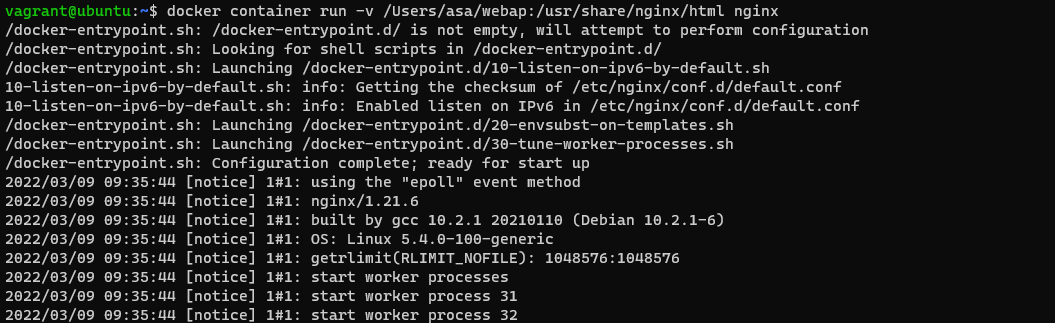 vagrant@ubuntu:~$ docker container run -v /Users/asa/webap:/usr/share/nginx/html nginx
/docker-entrypoint.sh: /docker-entrypoint.d/ is not empty, will attempt to perform configuration
/docker-entrypoint.sh: Looking for shell scripts in /docker-entrypoint.d/
/docker-entrypoint.sh: Launching /docker-entrypoint.d/10-listen-on-ipv6-by-default.sh
10-listen-on-ipv6-by-default.sh: info: Getting the checksum of /etc/nginx/conf.d/default.conf
10-listen-on-ipv6-by-default.sh: info: Enabled listen on IPv6 in /etc/nginx/conf.d/default.conf
/docker-entrypoint.sh: Launching /docker-entrypoint.d/20-envsubst-on-templates.sh
/docker-entrypoint.sh: Launching /docker-entrypoint.d/30-tune-worker-processes.sh
/docker-entrypoint.sh: Configuration complete; ready for start up
2022/03/09 09:35:44 [notice] 1#1: using the "epoll" event method
2022/03/09 09:35:44 [notice] 1#1: nginx/1.21.6
2022/03/09 09:35:44 [notice] 1#1: built by gcc 10.2.1 20210110 (Debian 10.2.1-6)
2022/03/09 09:35:44 [notice] 1#1: OS: Linux 5.4.0-100-generic
2022/03/09 09:35:44 [notice] 1#1: getrlimit(RLIMIT_NOFILE): 1048576:1048576
2022/03/09 09:35:44 [notice] 1#1: start worker processes
2022/03/09 09:35:44 [notice] 1#1: start worker process 31
2022/03/09 09:35:44 [notice] 1#1: start worker process 32